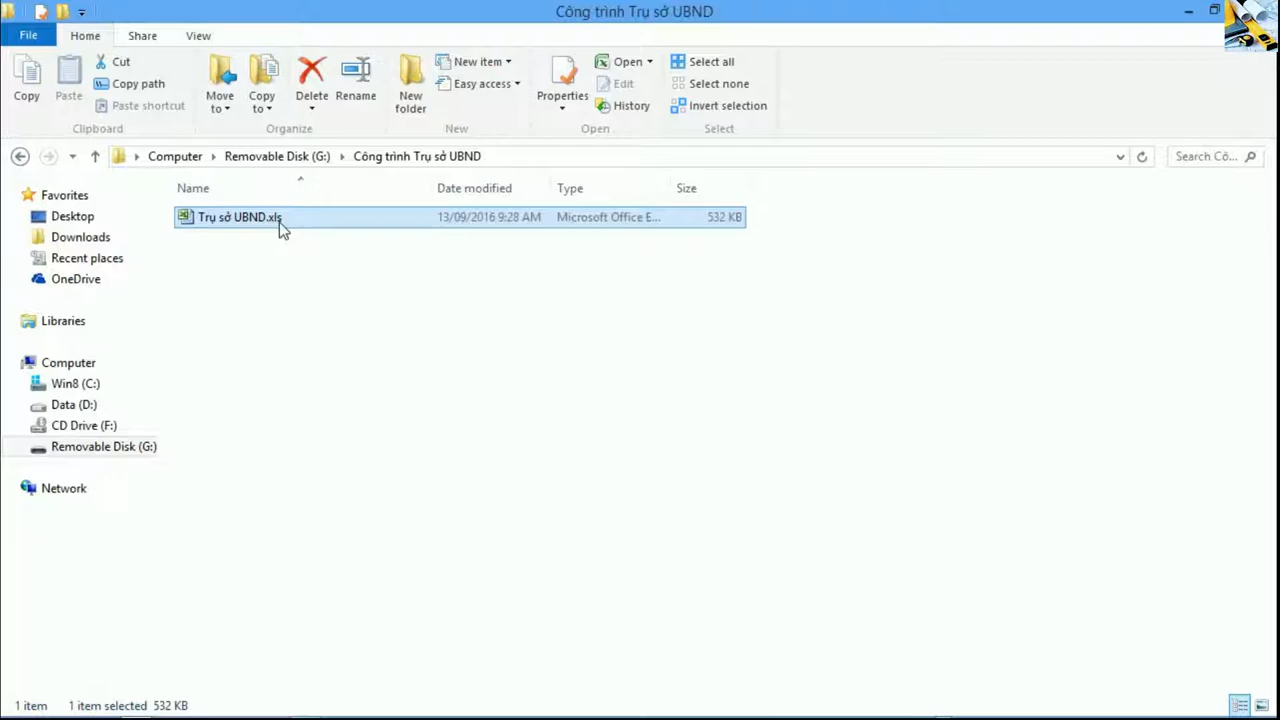 Công trình Trụ sở UBND
File Home Share View
Copy
Paste
Cut
Copy path
Paste shortcut
Clipboard
Move to
Copy to
Delete
Rename
Organize
New folder
New item
Easy access
New
Properties
Open
Edit
History
Open
Select all
Select none
Invert selection
Select
Computer Removable Disk (G:) Công trình Trụ sở UBND
Search Cô...
Name Date modified Type Size
Trụ sở UBND.xls 13/09/2016 9:28 AM Microsoft Office E... 532 KB
Favorites
Desktop
Downloads
Recent places
OneDrive
Libraries
Computer
Win8 (C:)
Data (D:)
CD Drive (F:)
Removable Disk (G:)
Network
1 item 1 item selected 532 KB